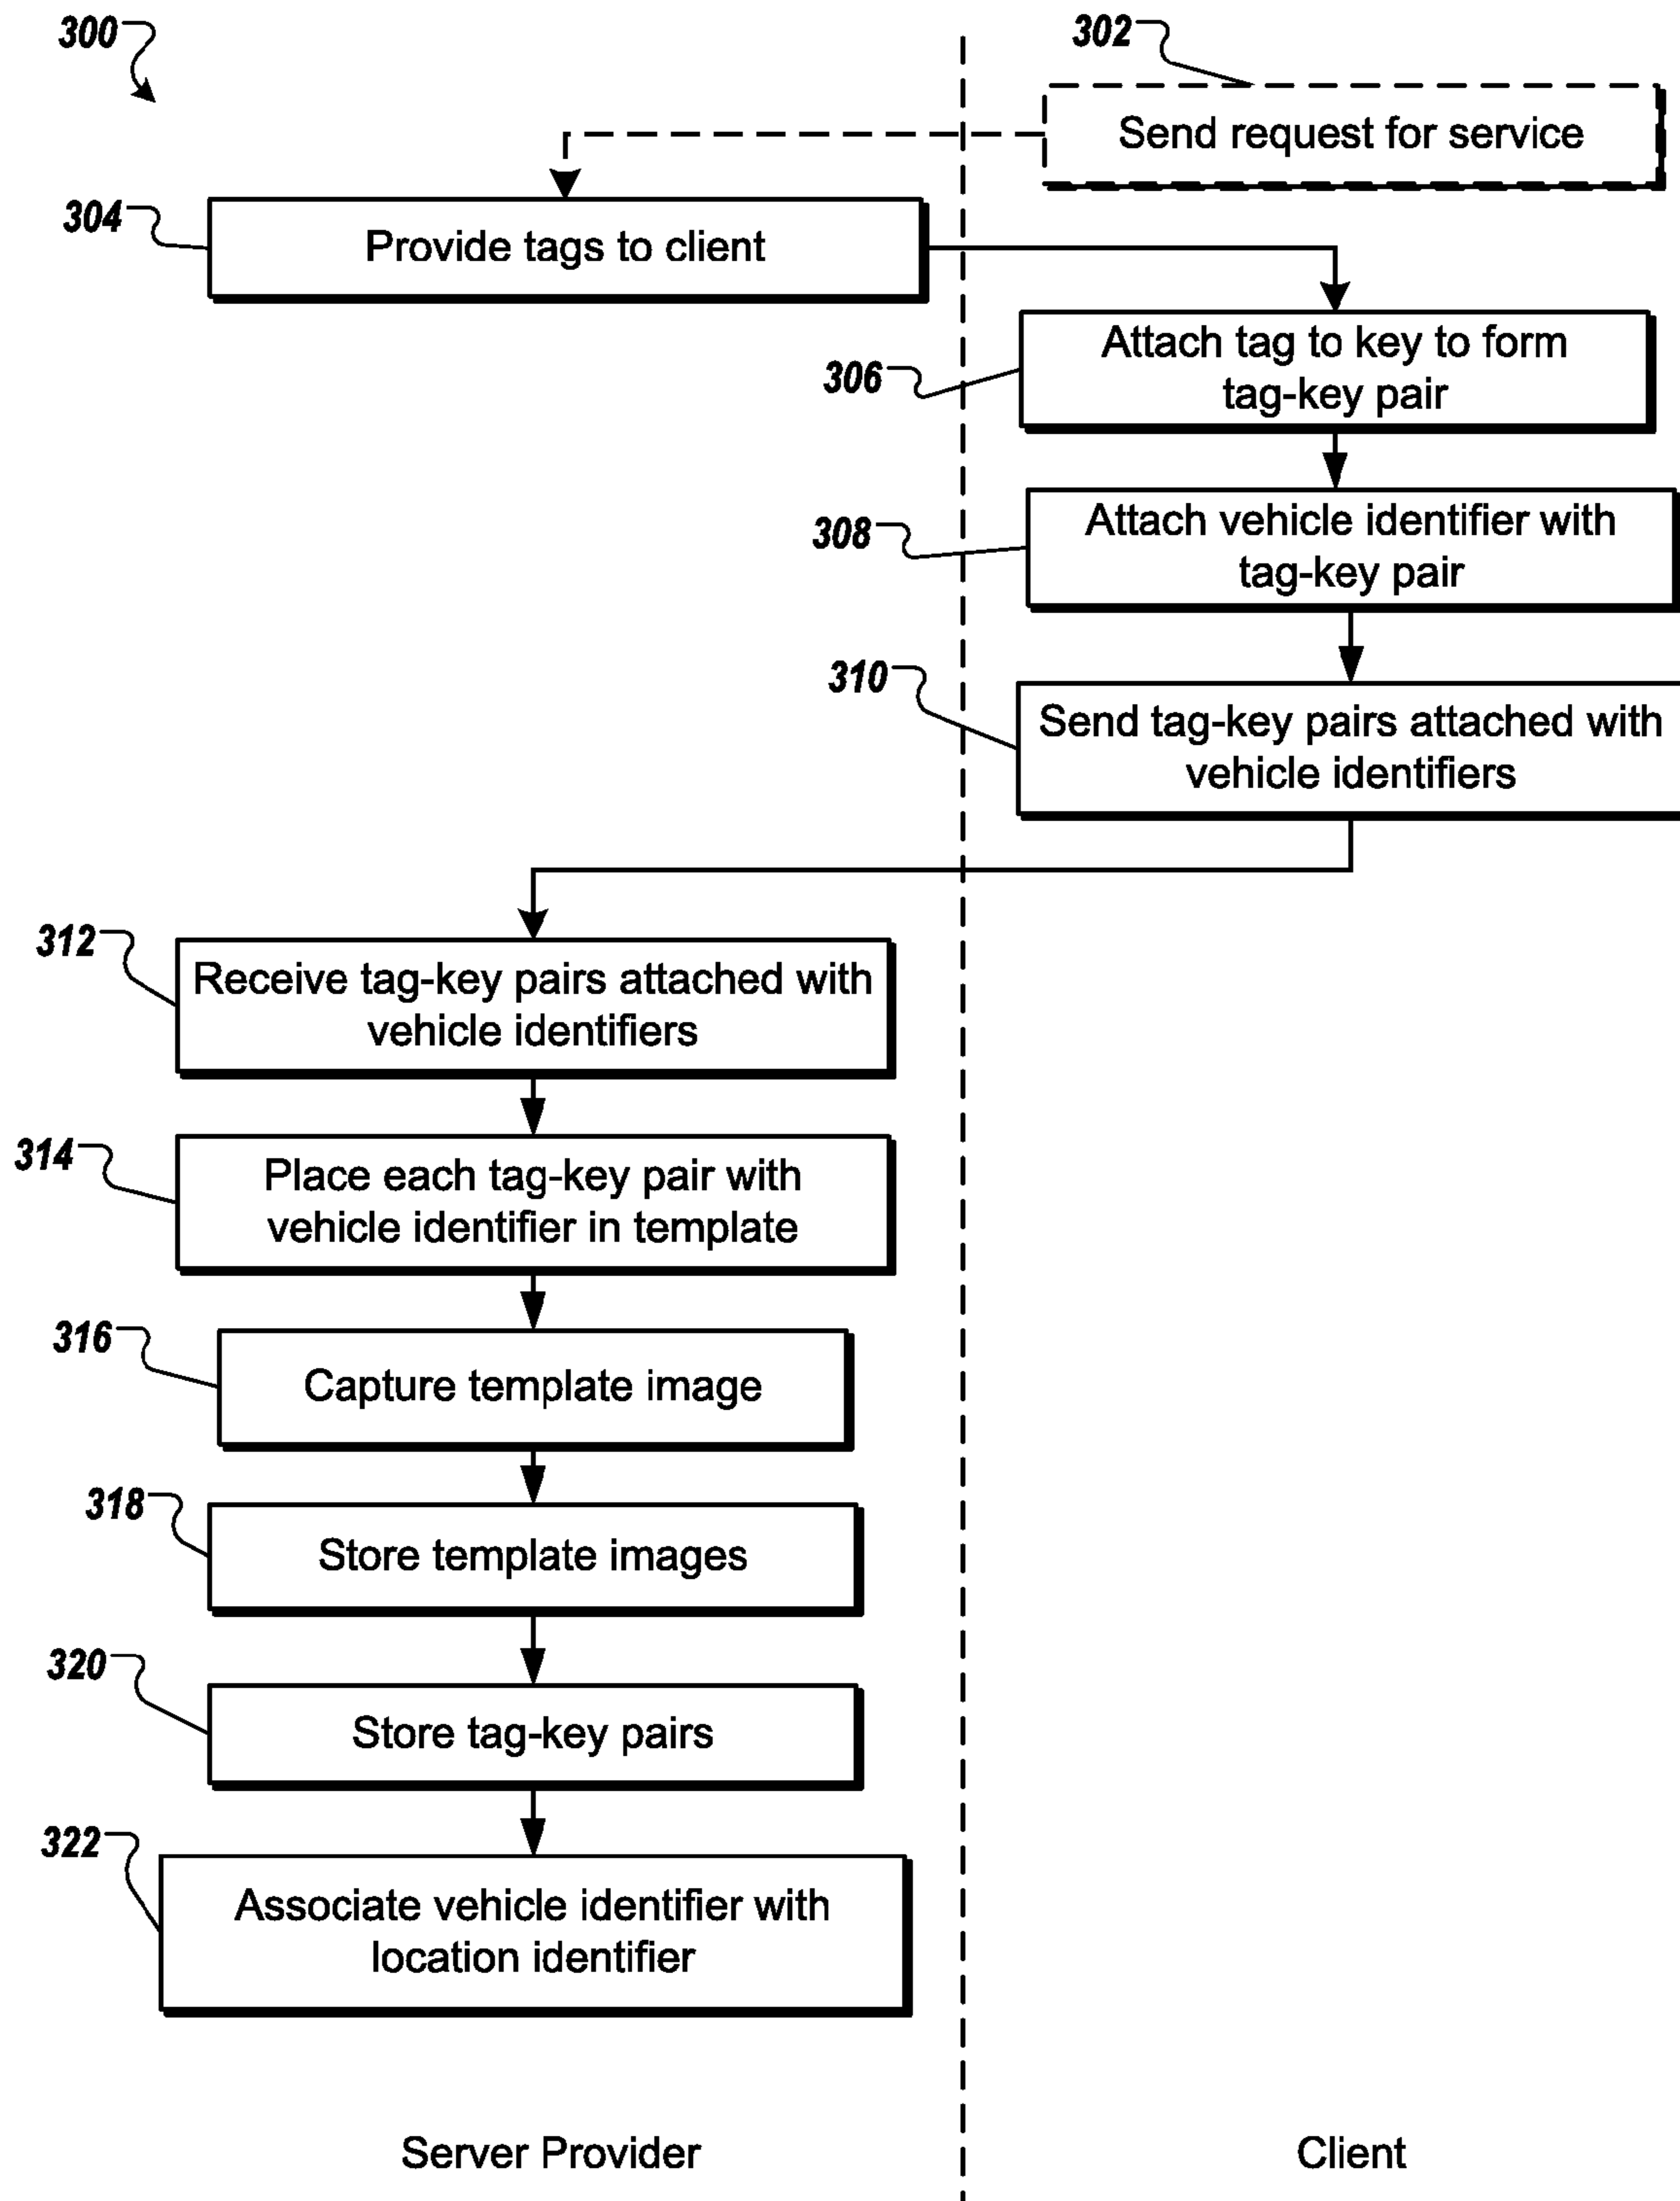 300
302
Send request for service
304
Provide tags to client
306
Attach tag to key to form
tag-key pair
308
Attach vehicle identifier with
tag-key pair
310
Send tag-key pairs attached with
vehicle identifiers
312
Receive tag-key pairs attached with
vehicle identifiers
314
Place each tag-key pair with
vehicle identifier in template
316
Capture template image
318
Store template images
320
Store tag-key pairs
322
Associate vehicle identifier with
location identifier
Server Provider
Client